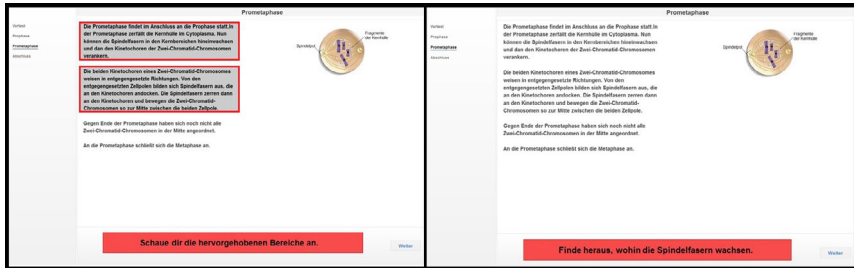 Prometaphase
Vortest
Prophase
Prometaphase
Abschluss
Die Prometaphase findet im Anschluss an die Prophase statt.In
der Prometaphase zerfällt die Kernhülle im Cytoplasma. Nun
können die Spindelfasern in den Kernbereichen hineinwachsen
und dan den Kinetochoren der Zwei-Chromatid-Chromosomen
verankern.
Die beiden Kinetochoren eines Zwei-Chromatid-Chromosomes
weisen in entgegengesetzte Richtungen. Von den
entgegengesetzten Zellpolen bilden sich Spindelfasern aus, die
an den Kinetochoren andocken. Die Spindelfasern zerren dann
an den Kinetochoren und bewegen die Zwei-Chromatid-
Chromosomen so zur Mitte zwischen die beiden Zellpole.
Gegen Ende der Prometaphase haben sich noch nicht alle
Zwei-Chromatid-Chromosomen in der Mitte angeordnet.
An die Prometaphase schließt sich die Metaphase an.
Spindelpol
Fragmente
der Kernhülle
Schaue dir die hervorgehobenen Bereiche an.
Weiter
Prometaphase
Vortest
Prophase
Prometaphase
Abschluss
Die Prometaphase findet im Anschluss an die Prophase statt.In
der Prometaphase zerfällt die Kernhülle im Cytoplasma. Nun
können die Spindelfasern in den Kernbereichen hineinwachsen
und dan den Kinetochoren der Zwei-Chromatid-Chromosomen
verankern.
Die beiden Kinetochoren eines Zwei-Chromatid-Chromosomes
weisen in entgegengesetzte Richtungen. Von den
entgegengesetzten Zellpolen bilden sich Spindelfasern aus, die
an den Kinetochoren andocken. Die Spindelfasern zerren dann
an den Kinetochoren und bewegen die Zwei-Chromatid-
Chromosomen so zur Mitte zwischen die beiden Zellpole.
Gegen Ende der Prometaphase haben sich noch nicht alle
Zwei-Chromatid-Chromosomen in der Mitte angeordnet.
An die Prometaphase schließt sich die Metaphase an.
Spindelpol
Fragmente
der Kernhülle
Finde heraus, wohin die Spindelfasern wachsen.
Weiter